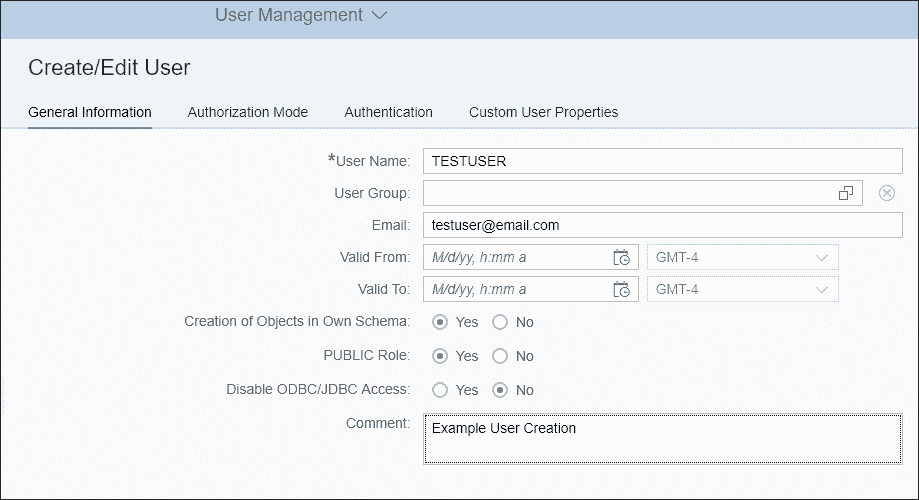 User Management
Create/Edit User
General Information Authorization Mode Authentication Custom User Properties
*User Name: TESTUSER
User Group:
Email: testuser@email.com
Valid From: M/d/yy, h:mm a GMT-4
Valid To: M/d/yy, h:mm a GMT-4
Creation of Objects in Own Schema: Yes No
PUBLIC Role: Yes No
Disable ODBC/JDBC Access: Yes No
Comment: Example User Creation